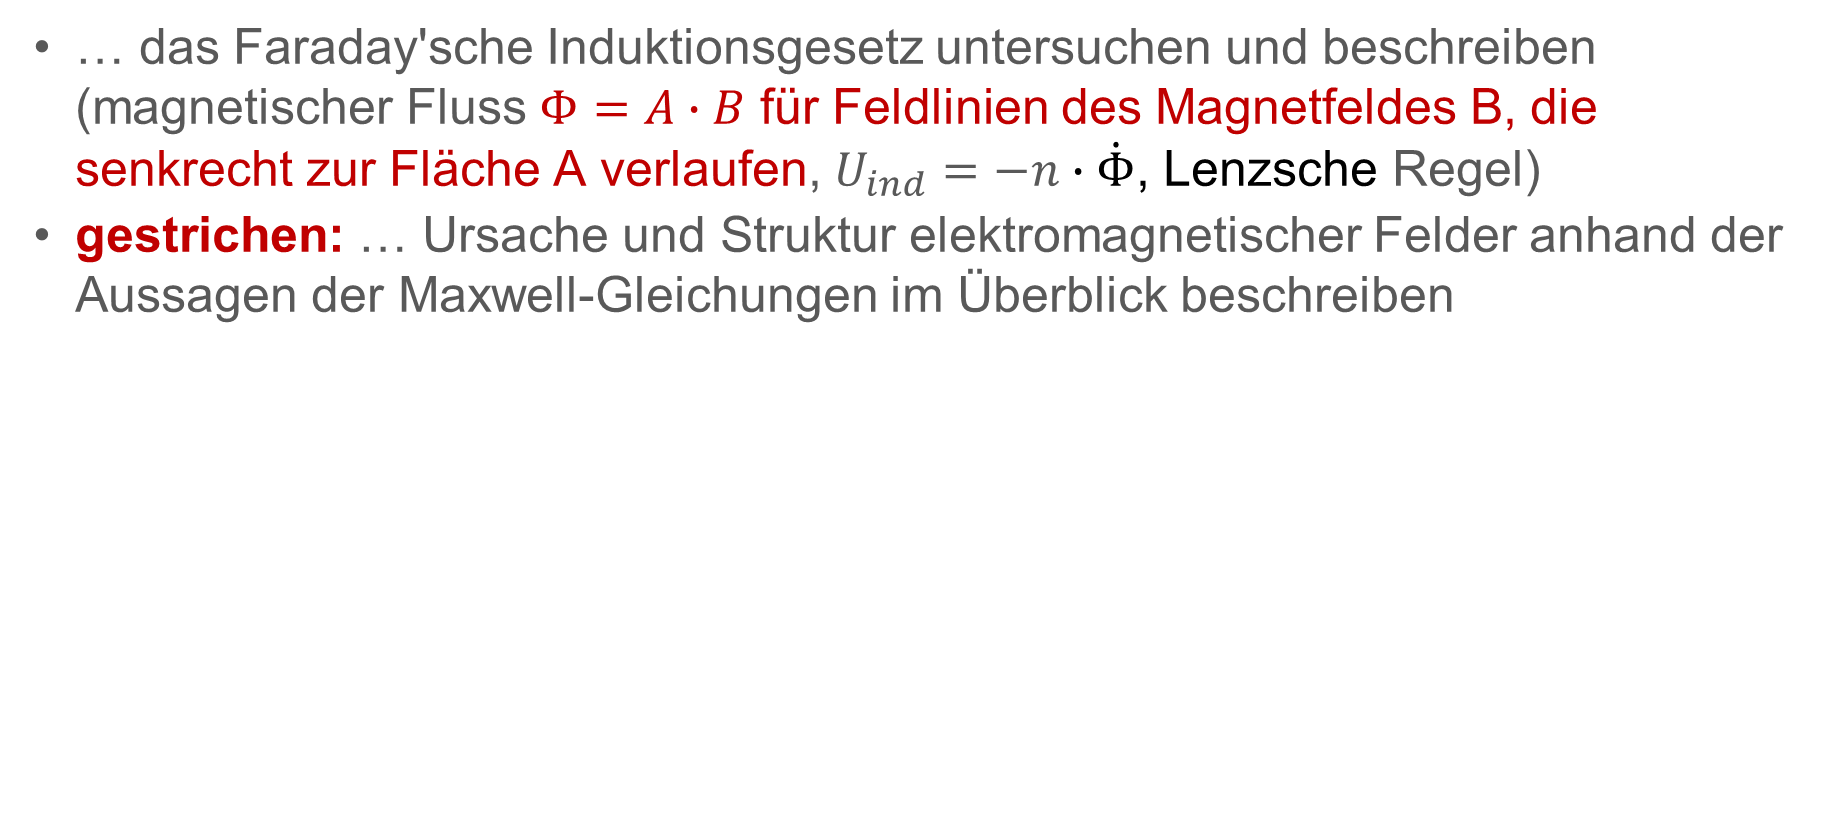 • … das Faraday'sche Induktionsgesetz untersuchen und beschreiben
(magnetischer Fluss Φ = A · B für Feldlinien des Magnetfeldes B, die
senkrecht zur Fläche A verlaufen, U_ind = −n · Φ̇, Lenzsche Regel)
• gestrichen: … Ursache und Struktur elektromagnetischer Felder anhand der
Aussagen der Maxwell-Gleichungen im Überblick beschreiben